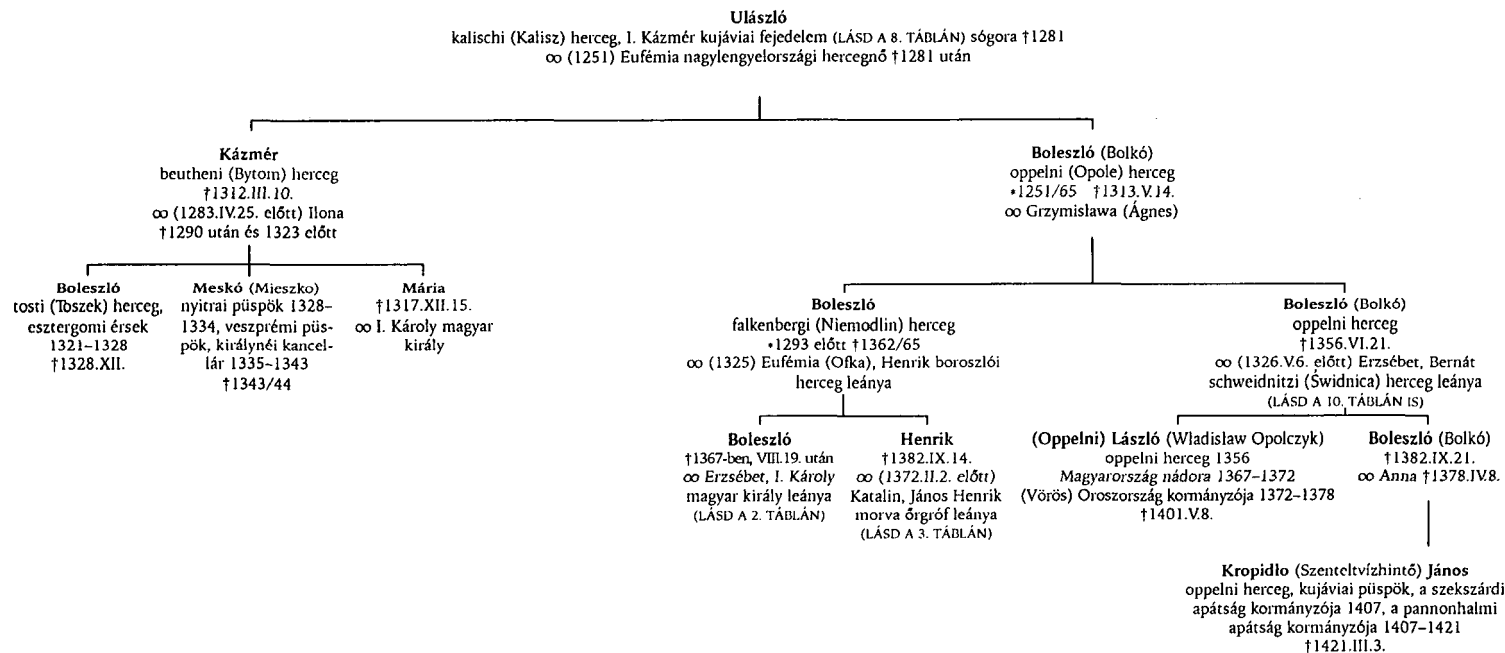 Ulászló
kalischi (Kalisz) herceg, I. Kázmér kujáviai fejedelem (LÁSD A 8. TÁBLÁN) sógora †1281
∞ (1251) Eufémia nagylengyelországi hercegnő †1281 után
Kázmér
beutheni (Bytom) herceg
†1312.III.10.
∞ (1283.IV.25. előtt) Ilona
†1290 után és 1323 előtt
Boleszló (Bolkó)
oppelni (Opole) herceg
*1251/65 †1313.V.14.
∞ Grzymislawa (Ágnes)
Boleszló
tosti (Toszek) herceg,
esztergomi érsek
1321–1328
†1328.XII.
Meskó (Mieszko)
nyitrai püspök 1328–
1334, veszprémi püs-
pök, királynéi kancel-
lár 1335–1343
†1343/44
Mária
†1317.XII.15.
∞ I. Károly magyar
király
Boleszló
falkenbergi (Niemodlin) herceg
*1293 előtt †1362/65
∞ (1325) Eufémia (Ofka), Henrik boroszlói
herceg leánya
Boleszló (Bolkó)
oppelni herceg
†1356.VI.21.
∞ (1326.V.6. előtt) Erzsébet, Bernát
schweidnitzi (Świdnica) herceg leánya
(LÁSD A 10. TÁBLÁN IS)
Boleszló
†1367-ben, VIII.19. után
∞ Erzsébet, I. Károly
magyar király leánya
(LÁSD A 2. TÁBLÁN)
Henrik
†1382.IX.14.
∞ (1372.II.2. előtt)
Katalin, János Henrik
morva őrgróf leánya
(LÁSD A 3. TÁBLÁN)
(Oppelni) László (Wladislaw Opolczyk)
oppelni herceg 1356
Magyarország nádora 1367–1372
(Vörös) Oroszország kormányzója 1372–1378
†1401.V.8.
Boleszló (Bolkó)
†1382.IX.21.
∞ Anna †1378.IV.8.
Kropidlo (Szenteltvízhintő) János
oppelni herceg, kujáviai püspök, a szekszárdi
apátság kormányzója 1407, a pannonhalmi
apátság kormányzója 1407–1421
†1421.III.3.